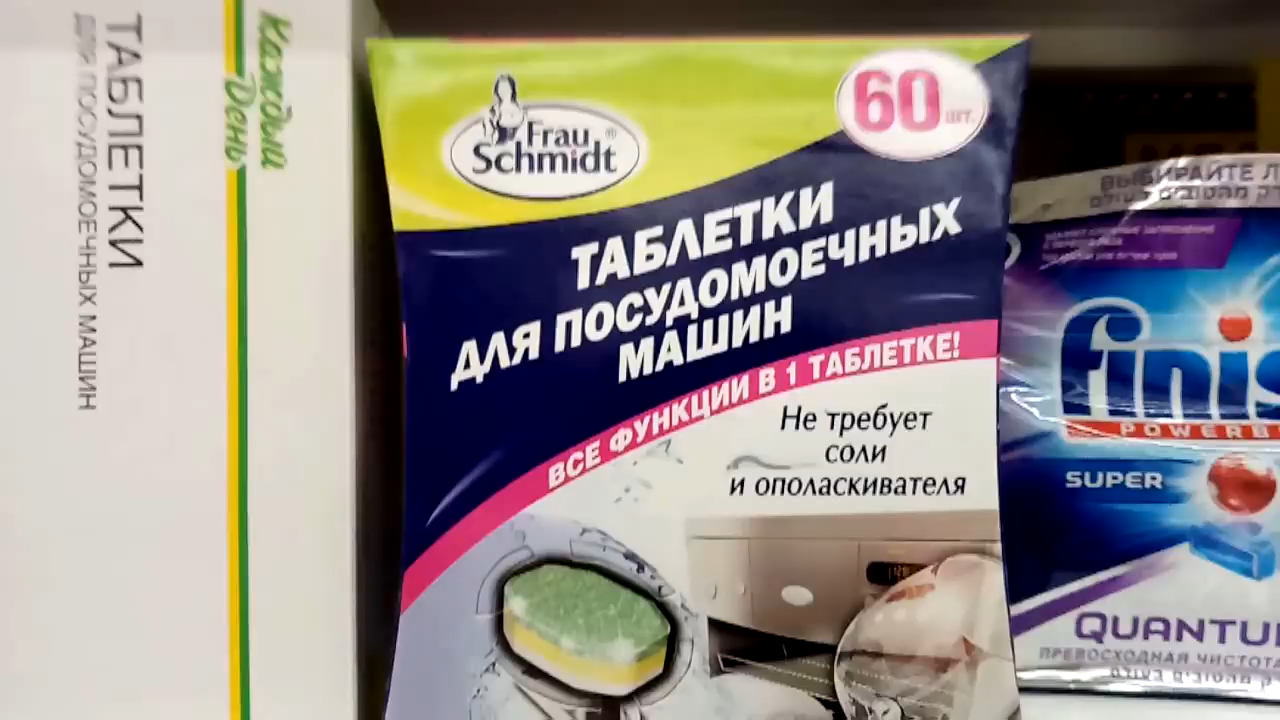 Каждый
День
ТАБЛЕТКИ
ДЛЯ ПОСУДОМОЕЧНЫХ МАШИН
Frau
Schmidt®
60 шт.
ТАБЛЕТКИ
ДЛЯ ПОСУДОМОЕЧНЫХ
МАШИН
ВСЕ ФУНКЦИИ В 1 ТАБЛЕТКЕ!
Не требует
соли
и ополаскивателя
ВЫБИРАЙТЕ
finis
POWERB
SUPER
QUANTU
ПРЕВОСХОДНАЯ ЧИСТОТА